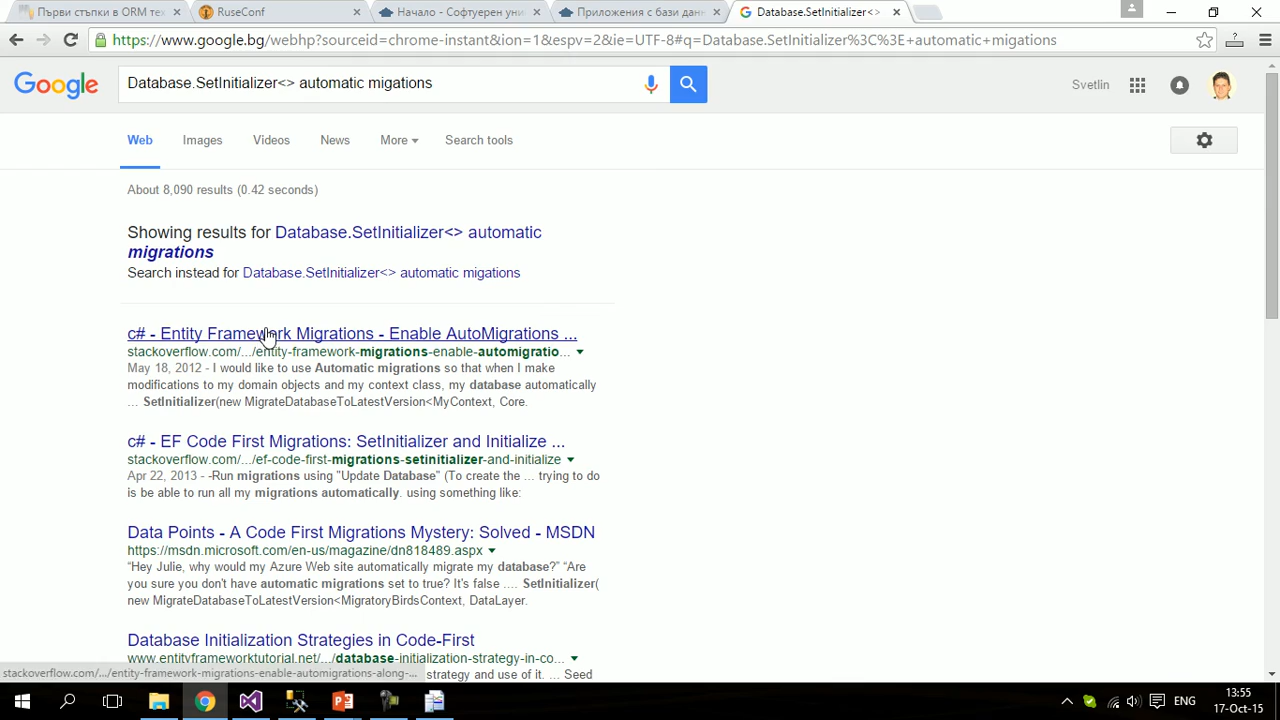 Първи стъпки в ORM тех
RuseConf
Начало - Софтуерен уни
Приложения с бази данн
Database.SetInitializer<>
https://www.google.bg/webhp?sourceid=chrome-instant&ion=1&espv=2&ie=UTF-8#q=Database.SetInitializer%3C%3E+automatic+migations
Google
Database.SetInitializer<> automatic migations
Svetlin
Web
Images
Videos
News
More
Search tools
About 8,090 results (0.42 seconds)
Showing results for Database.SetInitializer<> automatic
migrations
Search instead for Database.SetInitializer<> automatic migations
c# - Entity Framework Migrations - Enable AutoMigrations ...
stackoverflow.com/.../entity-framework-migrations-enable-automigratio...
May 18, 2012 - I would like to use Automatic migrations so that when I make
modifications to my domain objects and my context class, my database automatically
... SetInitializer(new MigrateDatabaseToLatestVersion<MyContext, Core.
c# - EF Code First Migrations: SetInitializer and Initialize ...
stackoverflow.com/.../ef-code-first-migrations-setinitializer-and-initialize
Apr 22, 2013 - -Run migrations using "Update Database" (To create the ... trying to do
is be able to run all my migrations automatically. using something like:
Data Points - A Code First Migrations Mystery: Solved - MSDN
https://msdn.microsoft.com/en-us/magazine/dn818489.aspx
“Hey Julie, why would my Azure Web site automatically migrate my database?” “Are
you sure you don't have automatic migrations set to true? It's false .... SetInitializer(
new MigrateDatabaseToLatestVersion<MigratoryBirdsContext, DataLayer.
Database Initialization Strategies in Code-First
www.entityframeworktutorial.net/.../database-initialization-strategy-in-co...
stackoverflow.com/.../entity-framework-migrations-enable-automigrations-along-...
strategy and use of it. ... Seed
ENG
13:55
17-Oct-15